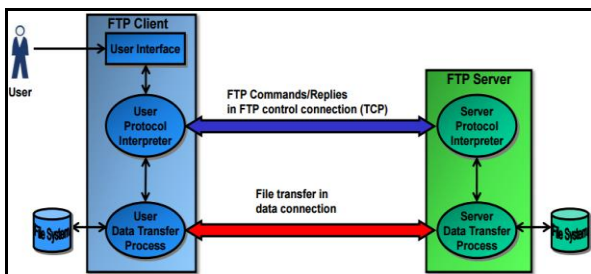 FTP Client
User Interface
User
FTP Server
FTP Commands/Replies
in FTP control connection (TCP)
User
Protocol
Interpreter
Server
Protocol
Interpreter
File transfer in
data connection
File System
User
Data Transfer
Process
Server
Data Transfer
Process
File System